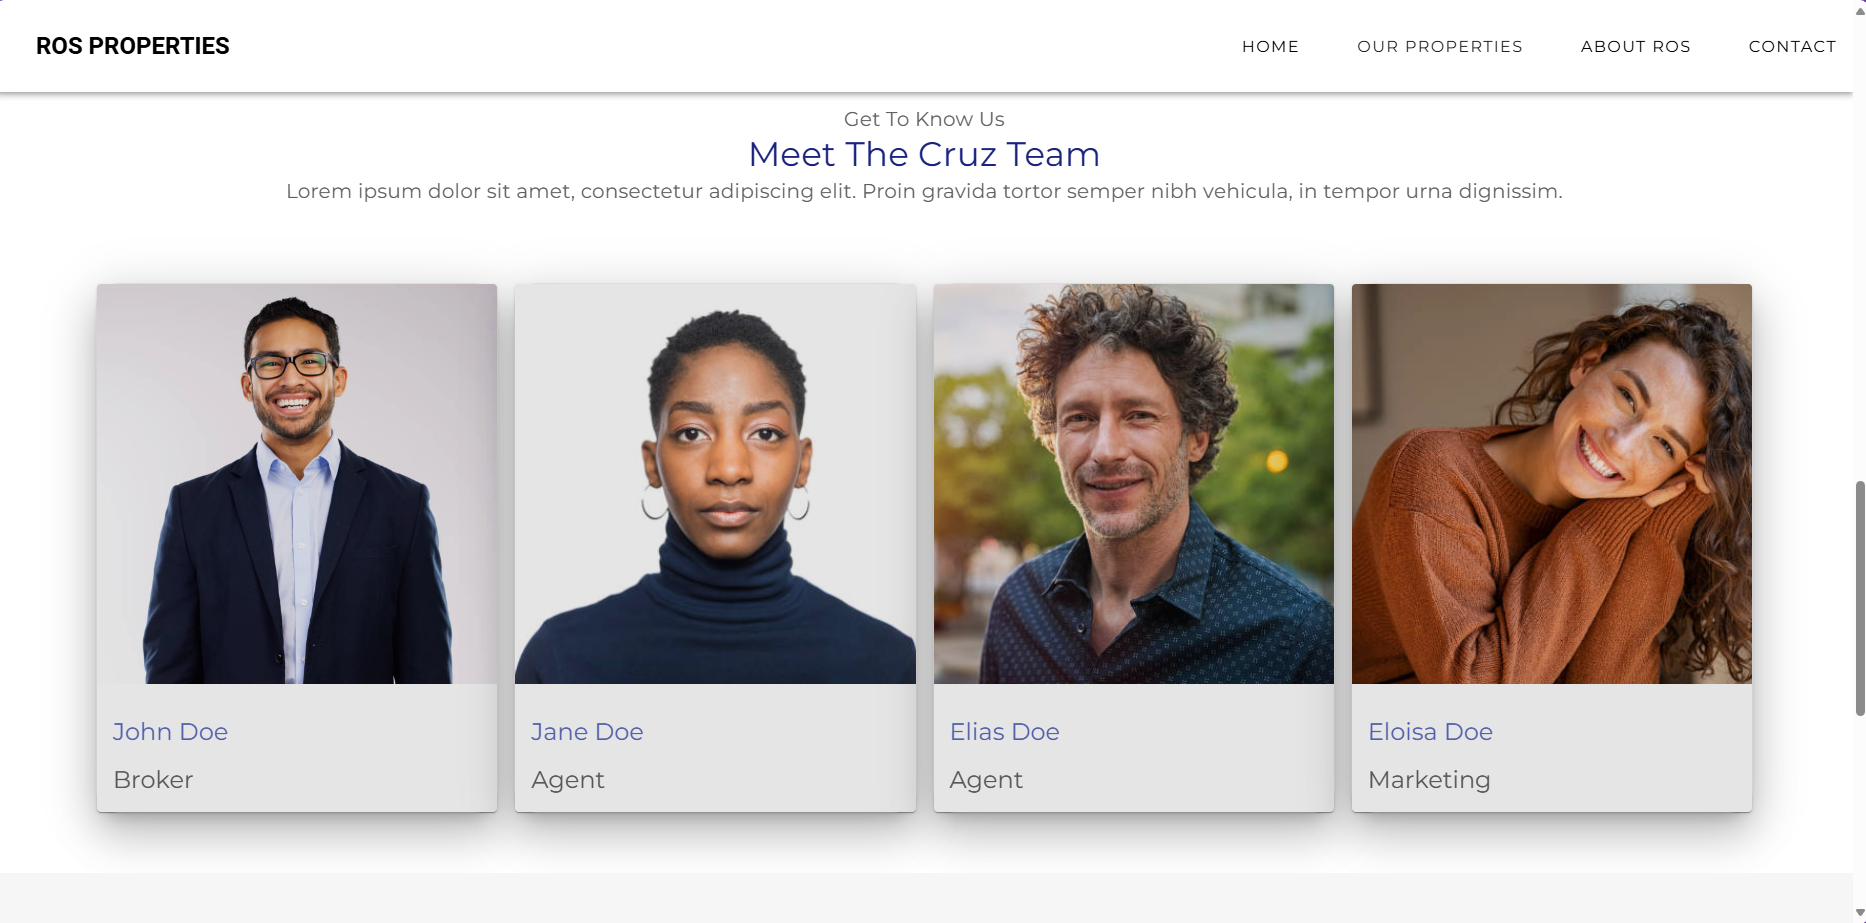 ROS PROPERTIES
HOME OUR PROPERTIES ABOUT ROS CONTACT
Get To Know Us
Meet The Cruz Team
Lorem ipsum dolor sit amet, consectetur adipiscing elit. Proin gravida tortor semper nibh vehicula, in tempor urna dignissim.
John Doe
Broker
Jane Doe
Agent
Elias Doe
Agent
Eloisa Doe
Marketing